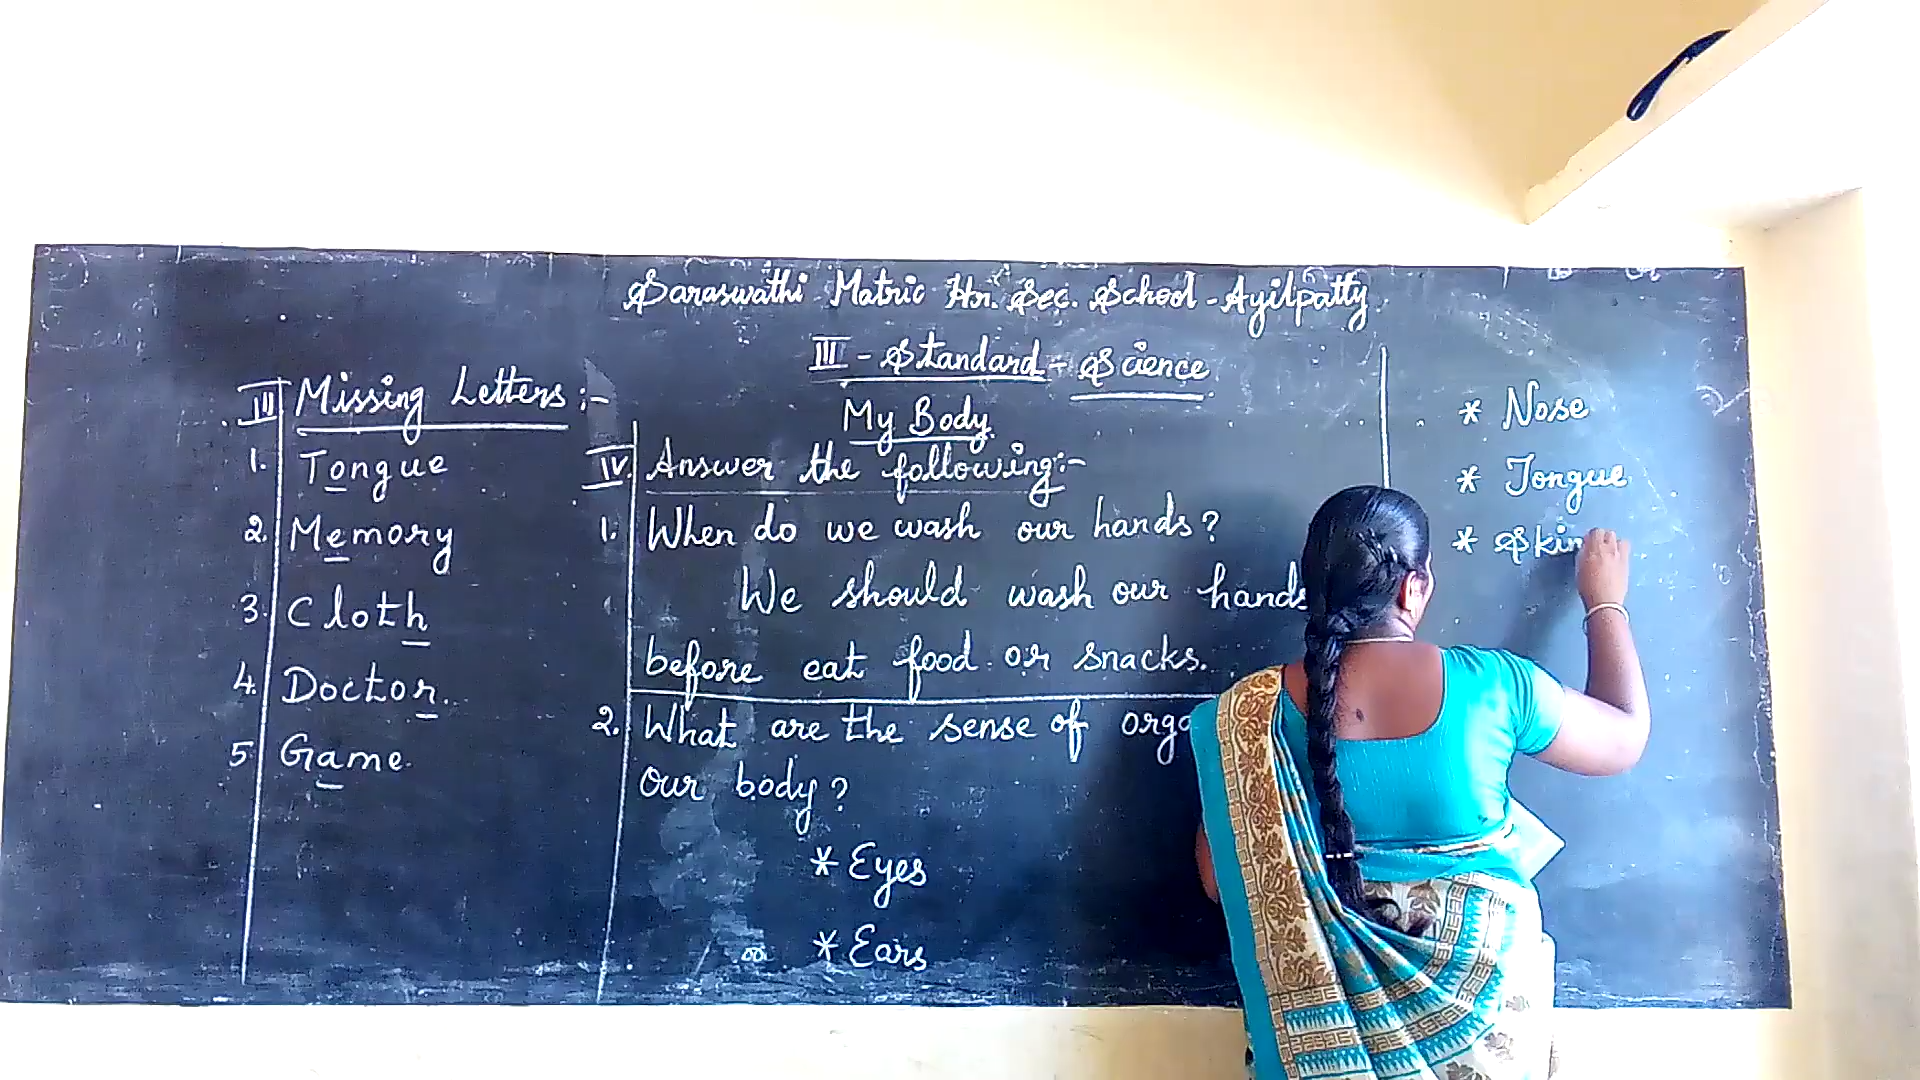 Saraswathi Matric Hr. Sec. School - Ayilpatty
III - Standard - Science
My Body
III Missing Letters :-
1. Tongue
2. Memory
3. Cloth
4. Doctor.
5. Game.
IV. Answer the following:-
1. When do we wash our hands?
We should wash our hands
before eat food or snacks.
2. What are the sense of
our body?
* Eyes
* Ears
* Nose
* Tongue
* Skin